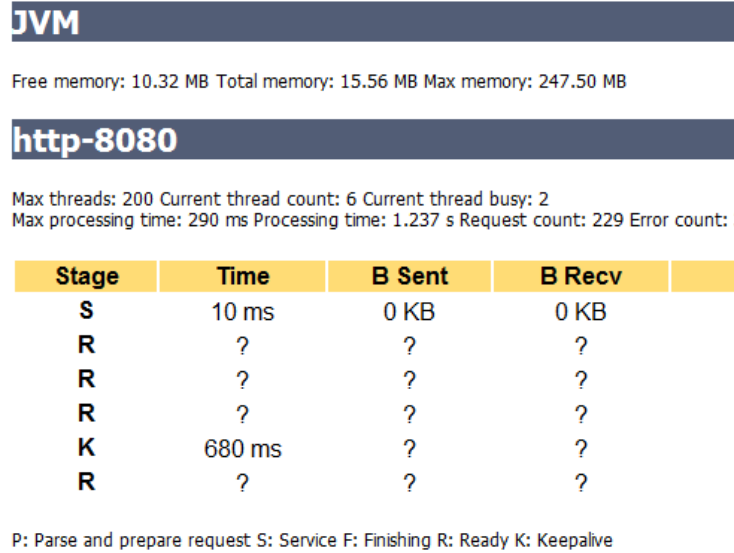 JVM
Free memory: 10.32 MB Total memory: 15.56 MB Max memory: 247.50 MB
http-8080
Max threads: 200 Current thread count: 6 Current thread busy: 2
Max processing time: 290 ms Processing time: 1.237 s Request count: 229 Error count:
Stage Time B Sent B Recv
S 10 ms 0 KB 0 KB
R ? ? ?
R ? ? ?
R ? ? ?
K 680 ms ? ?
R ? ? ?
P: Parse and prepare request S: Service F: Finishing R: Ready K: Keepalive